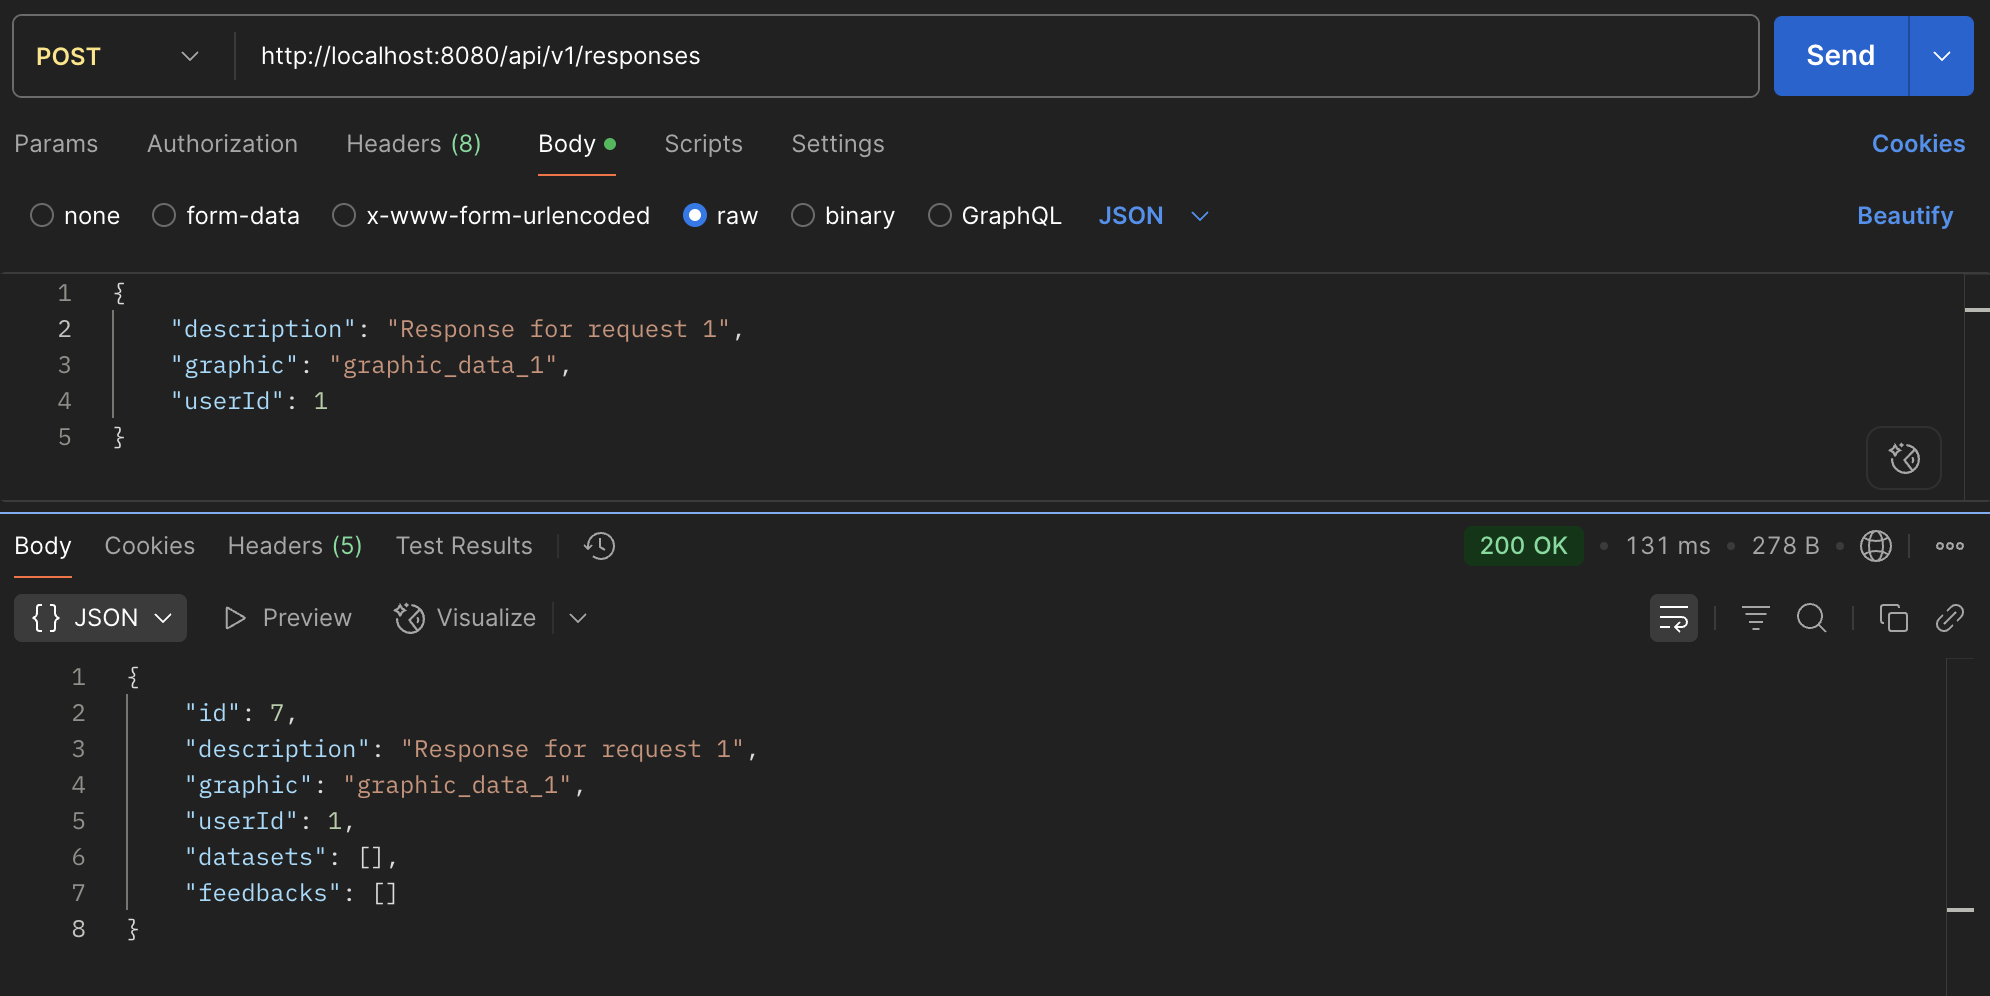 POST http://localhost:8080/api/v1/responses Send
Params Authorization Headers (8) Body Scripts Settings Cookies
none form-data x-www-form-urlencoded raw binary GraphQL JSON Beautify
1 {
2 "description": "Response for request 1",
3 "graphic": "graphic_data_1",
4 "userId": 1
5 }
Body Cookies Headers (5) Test Results 200 OK • 131 ms • 278 B •
{} JSON Preview Visualize
1 {
2 "id": 7,
3 "description": "Response for request 1",
4 "graphic": "graphic_data_1",
5 "userId": 1,
6 "datasets": [],
7 "feedbacks": []
8 }